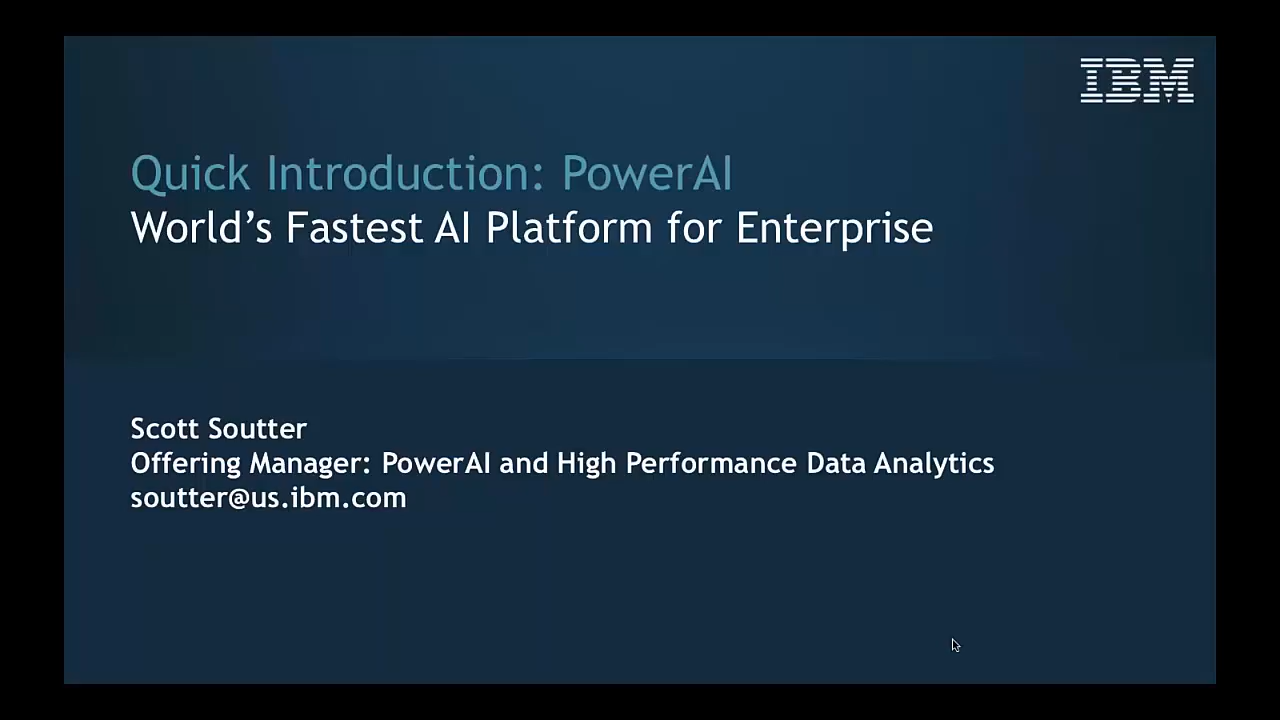 IBM
Quick Introduction: PowerAI
World's Fastest AI Platform for Enterprise
Scott Soutter
Offering Manager: PowerAI and High Performance Data Analytics
soutter@us.ibm.com